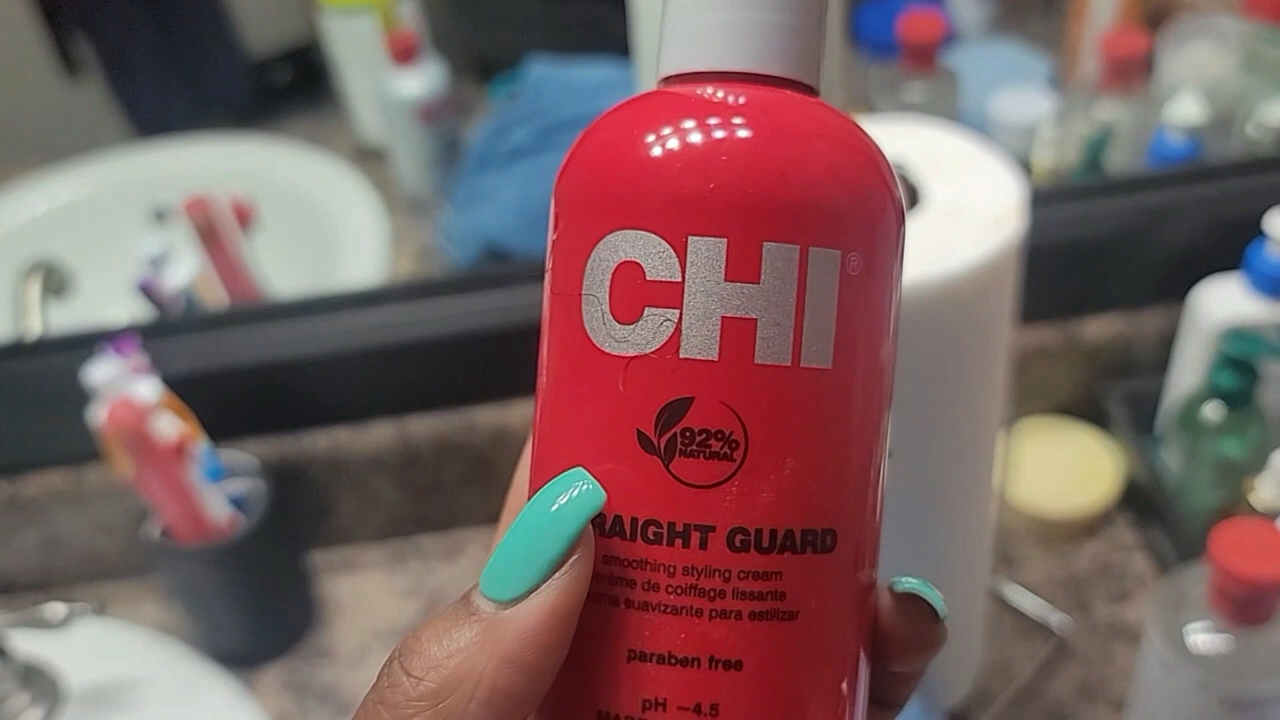 CHI®
92%
NATURAL
RAIGHT GUARD
smoothing styling cream
crème de coiffage lissante
suavizante para estilizar
paraben free
pH ~4.5